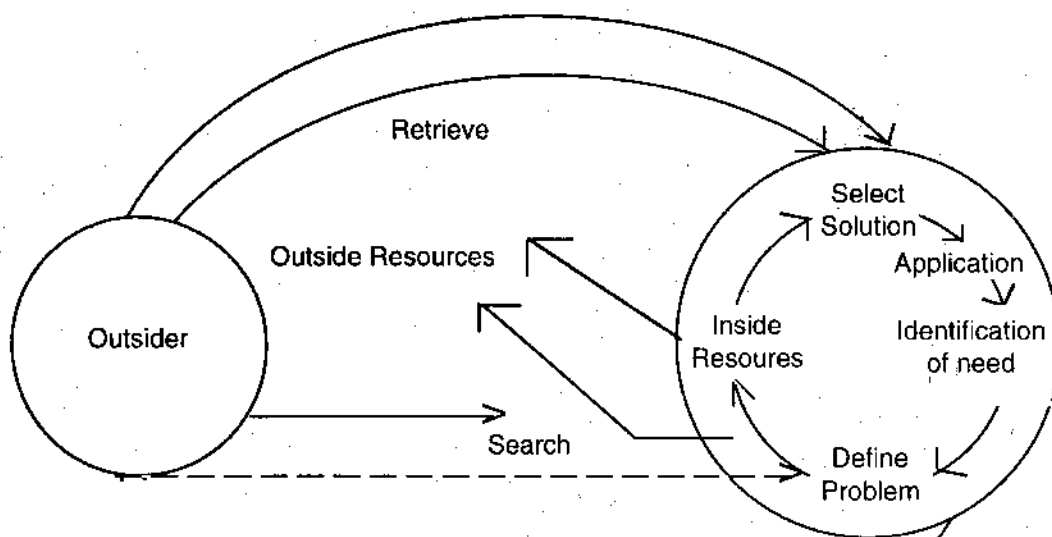 Retrieve
Outside Resources
Outsider
Search
Select
Solution
Application
Identification
of need
Inside
Resoures
Define
Problem